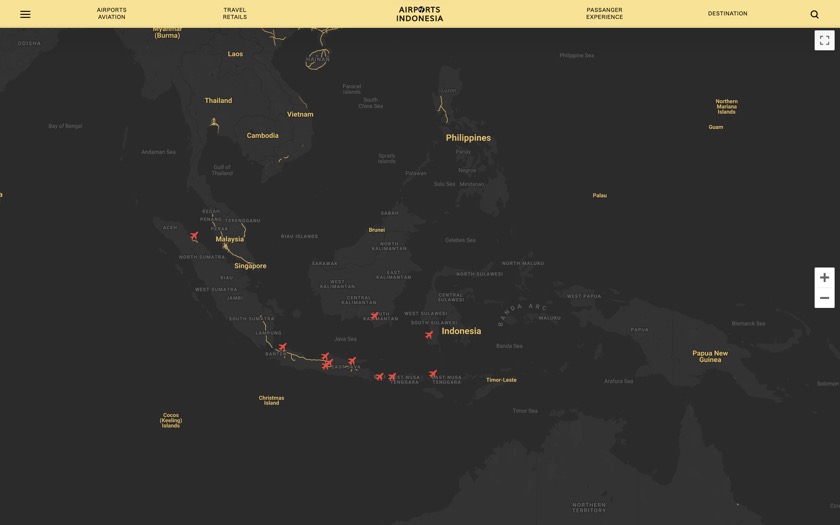 AIRPORTS
AVIATION
TRAVEL
RETAILS
AIRPORTS
INDONESIA
PASSENGER
EXPERIENCE
DESTINATION
Myanmar
(Burma)
ODISHA
Laos
HAINAN
Philippine Sea
Thailand
Paracel
Islands
South
China Sea
Luzon
Northern
Mariana
Islands
Vietnam
Bay of Bengal
Guam
Cambodia
Philippines
Andaman Sea
Gulf of
Thailand
Spratly
Islands
Panay
Negros
Palawan
Sulu Sea
Mindanao
Palau
KEDAH
PENANG
TERENGGANU
PERAK
SABAH
ACEH
Brunei
RIAU ISLANDS
Malaysia
Celebes Sea
NORTH
KALIMANTAN
NORTH SUMATRA
Singapore
SARAWAK
NORTH MALUKU
RIAU
EAST
KALIMANTAN
NORTH SULAWESI
WEST
KALIMANTAN
WEST SUMATRA
JAMBI
CENTRAL
KALIMANTAN
CENTRAL
SULAWESI
WEST PAPUA
BANDA ARC
WEST SULAWESI
MALUKU
SOUTH SUMATRA
KALIMANTAN
SOUTH SULAWESI
Indonesia
Bismarck Sea
PAPUA
LAMPUNG
Java Sea
Banda Sea
BANTEN
Papua New
Guinea
Timor-Leste
Arafura Sea
Solomon
TENGGARA
TENGGARA
Christmas
Island
Timor Sea
Cocos
(Keeling)
Islands
NORTHERN
TERRITORY